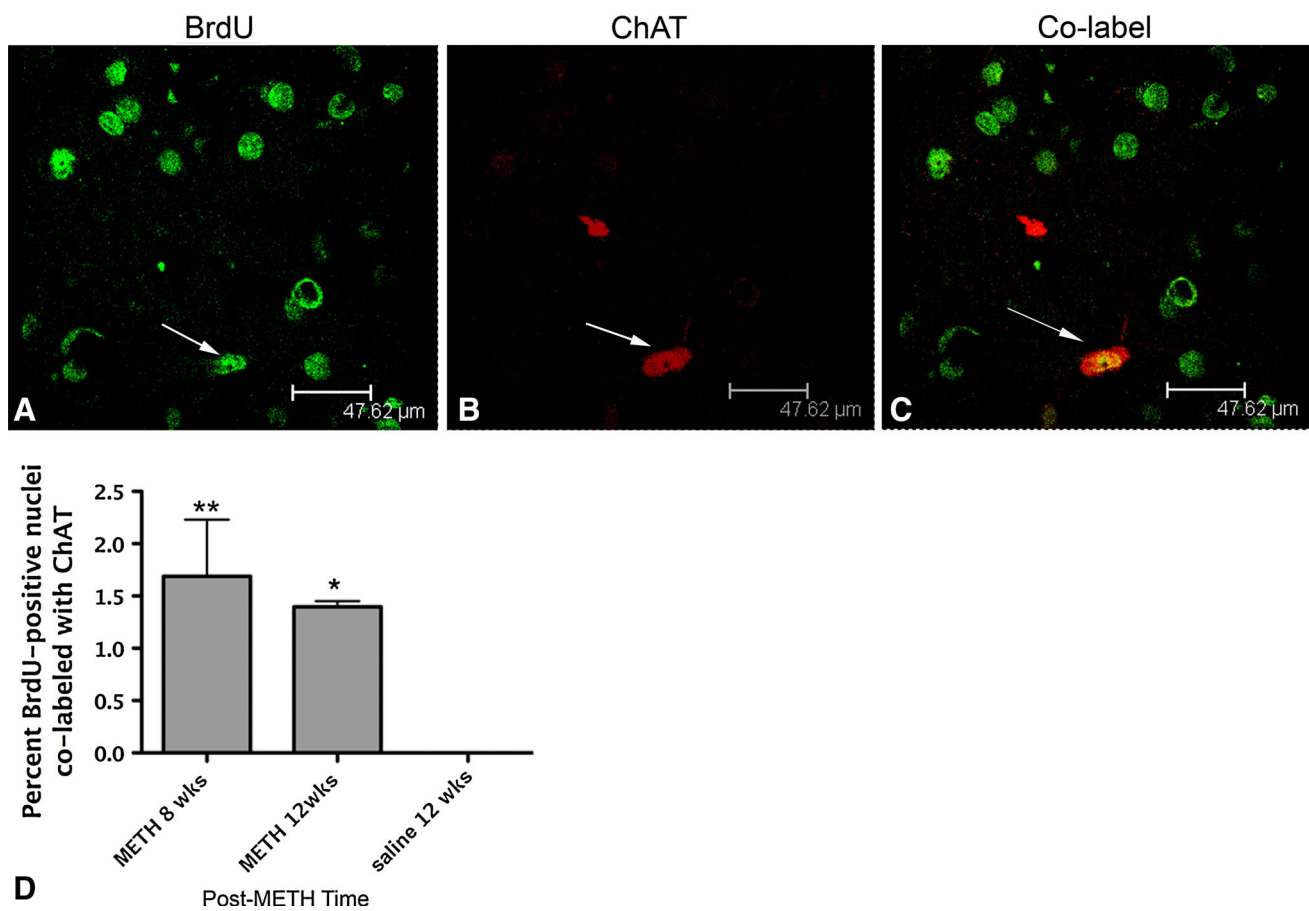 BrdU
ChAT
Co-label
A
47.62 µm
B
47.62 µm
C
47.62 µm
Percent BrdU-positive nuclei
co-labeled with ChAT
2.5
2.0
1.5
1.0
0.5
0.0
**
*
METH 8 wks
METH 12wks
saline 12 wks
D
Post-METH Time